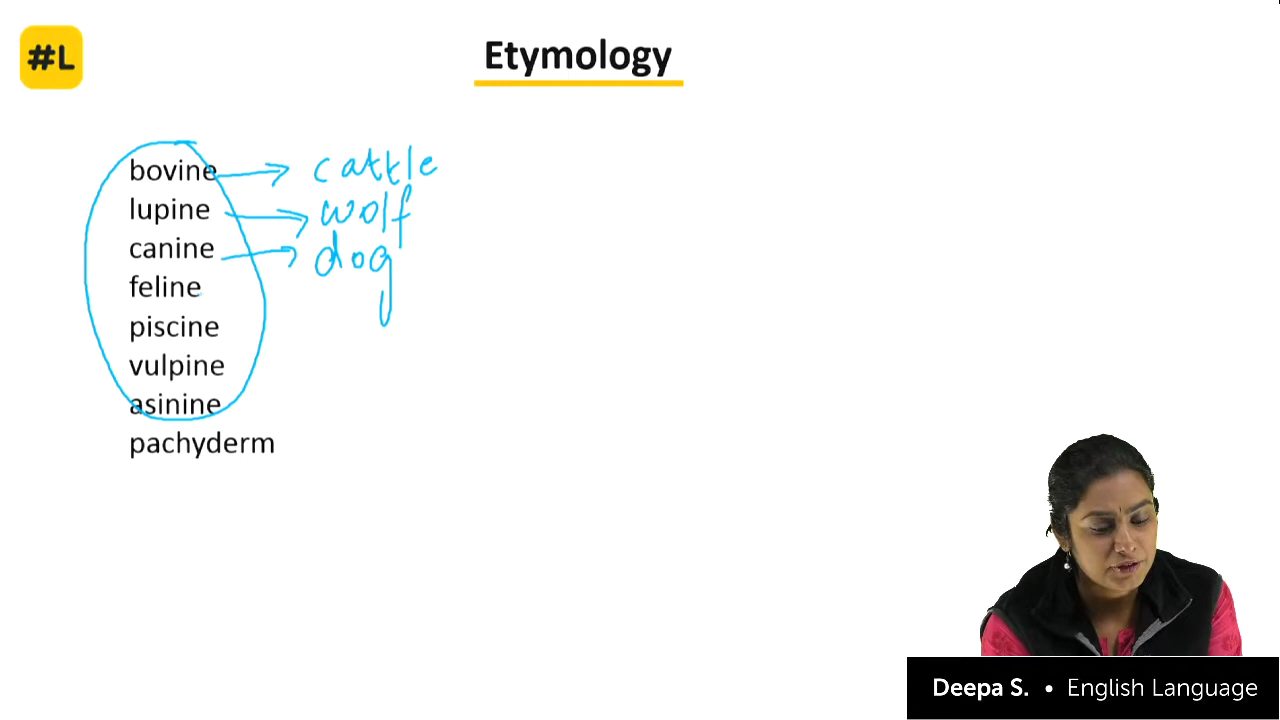 #L
Etymology
bovine → cattle
lupine → wolf
canine → dog
feline
piscine
vulpine
asinine
pachyderm
Deepa S. • English Language